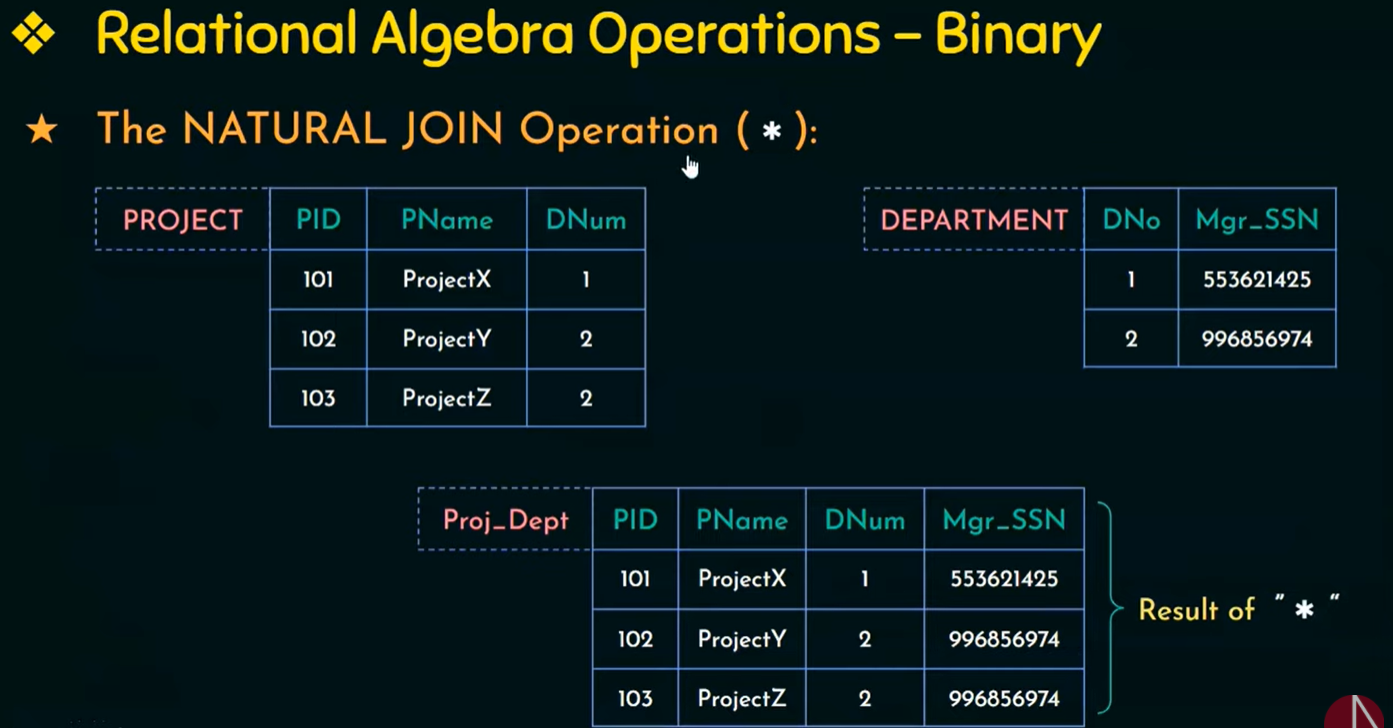 ❖ Relational Algebra Operations – Binary
★ The NATURAL JOIN Operation ( * ):
PROJECT PID PName DNum
101 ProjectX 1
102 ProjectY 2
103 ProjectZ 2
DEPARTMENT DNo Mgr_SSN
1 553621425
2 996856974
Proj_Dept PID PName DNum Mgr_SSN
101 ProjectX 1 553621425
102 ProjectY 2 996856974
103 ProjectZ 2 996856974
Result of ” * “